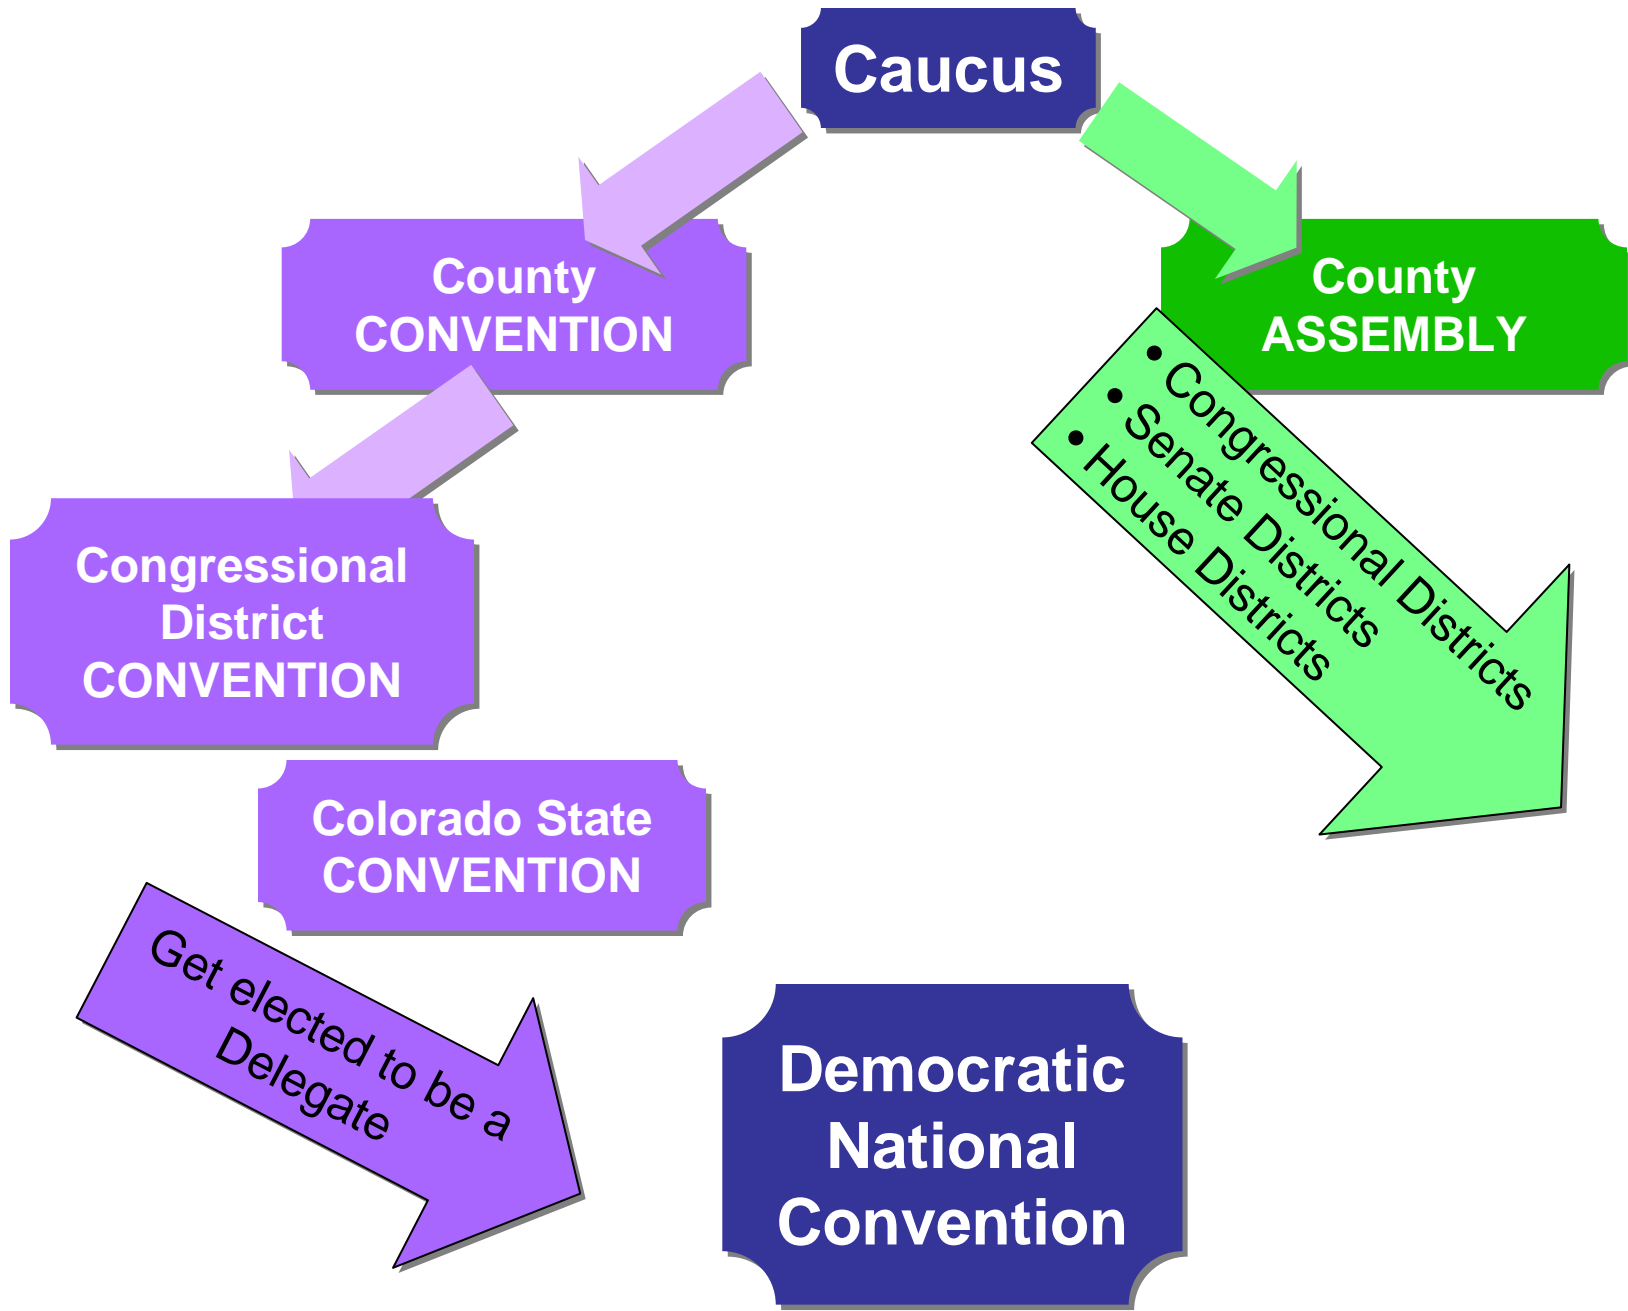 Caucus
County
CONVENTION
County
ASSEMBLY
• Congressional Districts
• Senate Districts
• House Districts
Congressional
District
CONVENTION
Colorado State
CONVENTION
Get elected to be a
Delegate
Democratic
National
Convention